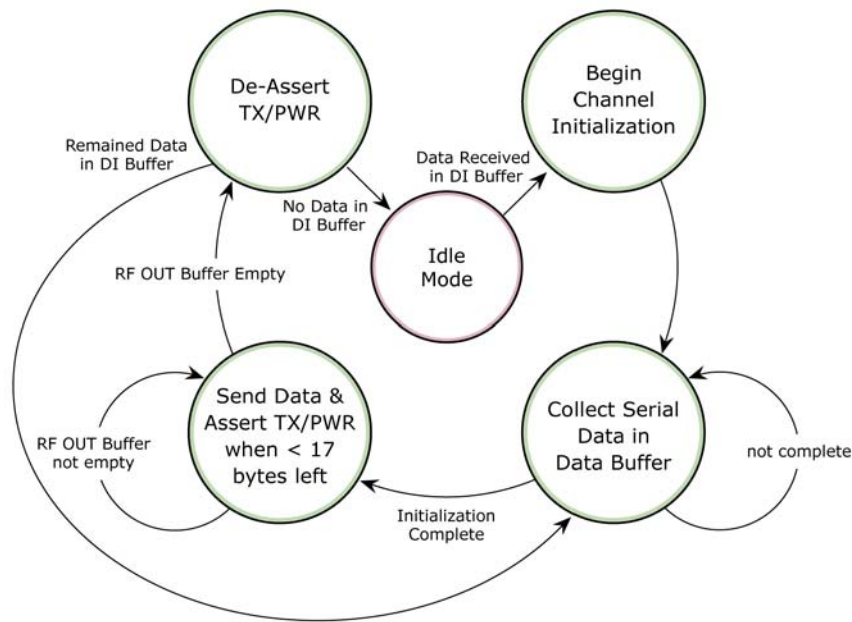 De-Assert
TX/PWR
Begin
Channel
Initialization
Remained Data
in DI Buffer
Data Received
in DI Buffer
No Data in
DI Buffer
Idle
Mode
RF OUT Buffer Empty
Send Data &
Assert TX/PWR
when < 17
bytes left
Collect Serial
Data in
Data Buffer
RF OUT Buffer
not empty
not complete
Initialization
Complete